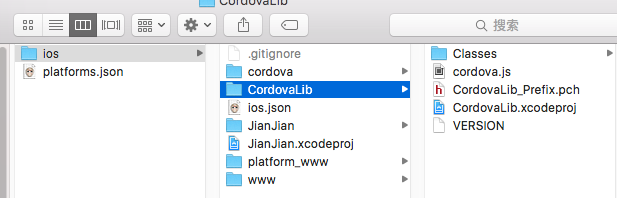 CordovaLib
搜索
ios
platforms.json
.gitignore
cordova
CordovaLib
ios.json
JianJian
JianJian.xcodeproj
platform_www
www
Classes
cordova.js
CordovaLib_Prefix.pch
CordovaLib.xcodeproj
VERSION